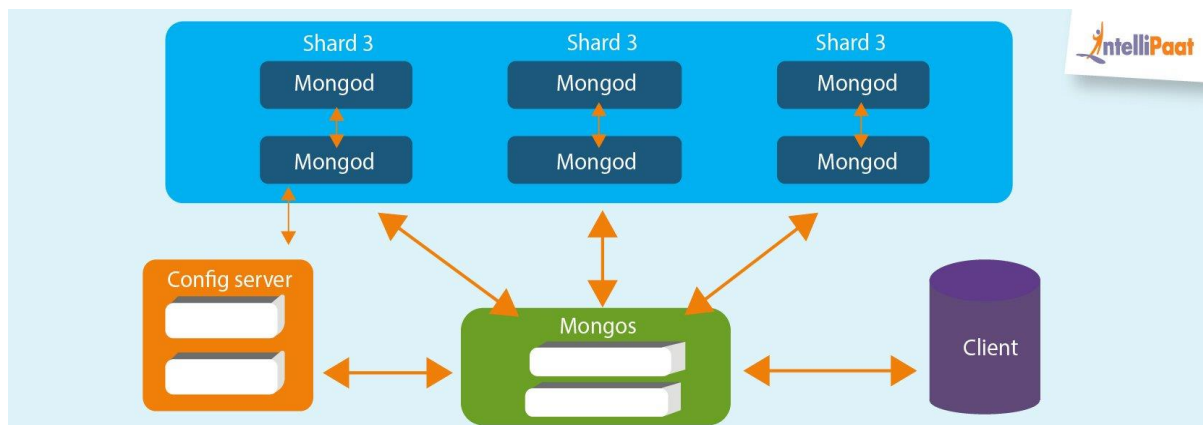 Shard 3 Shard 3 Shard 3
Mongod Mongod Mongod
Mongod Mongod Mongod
Config server
Mongos
Client
IntelliPaat